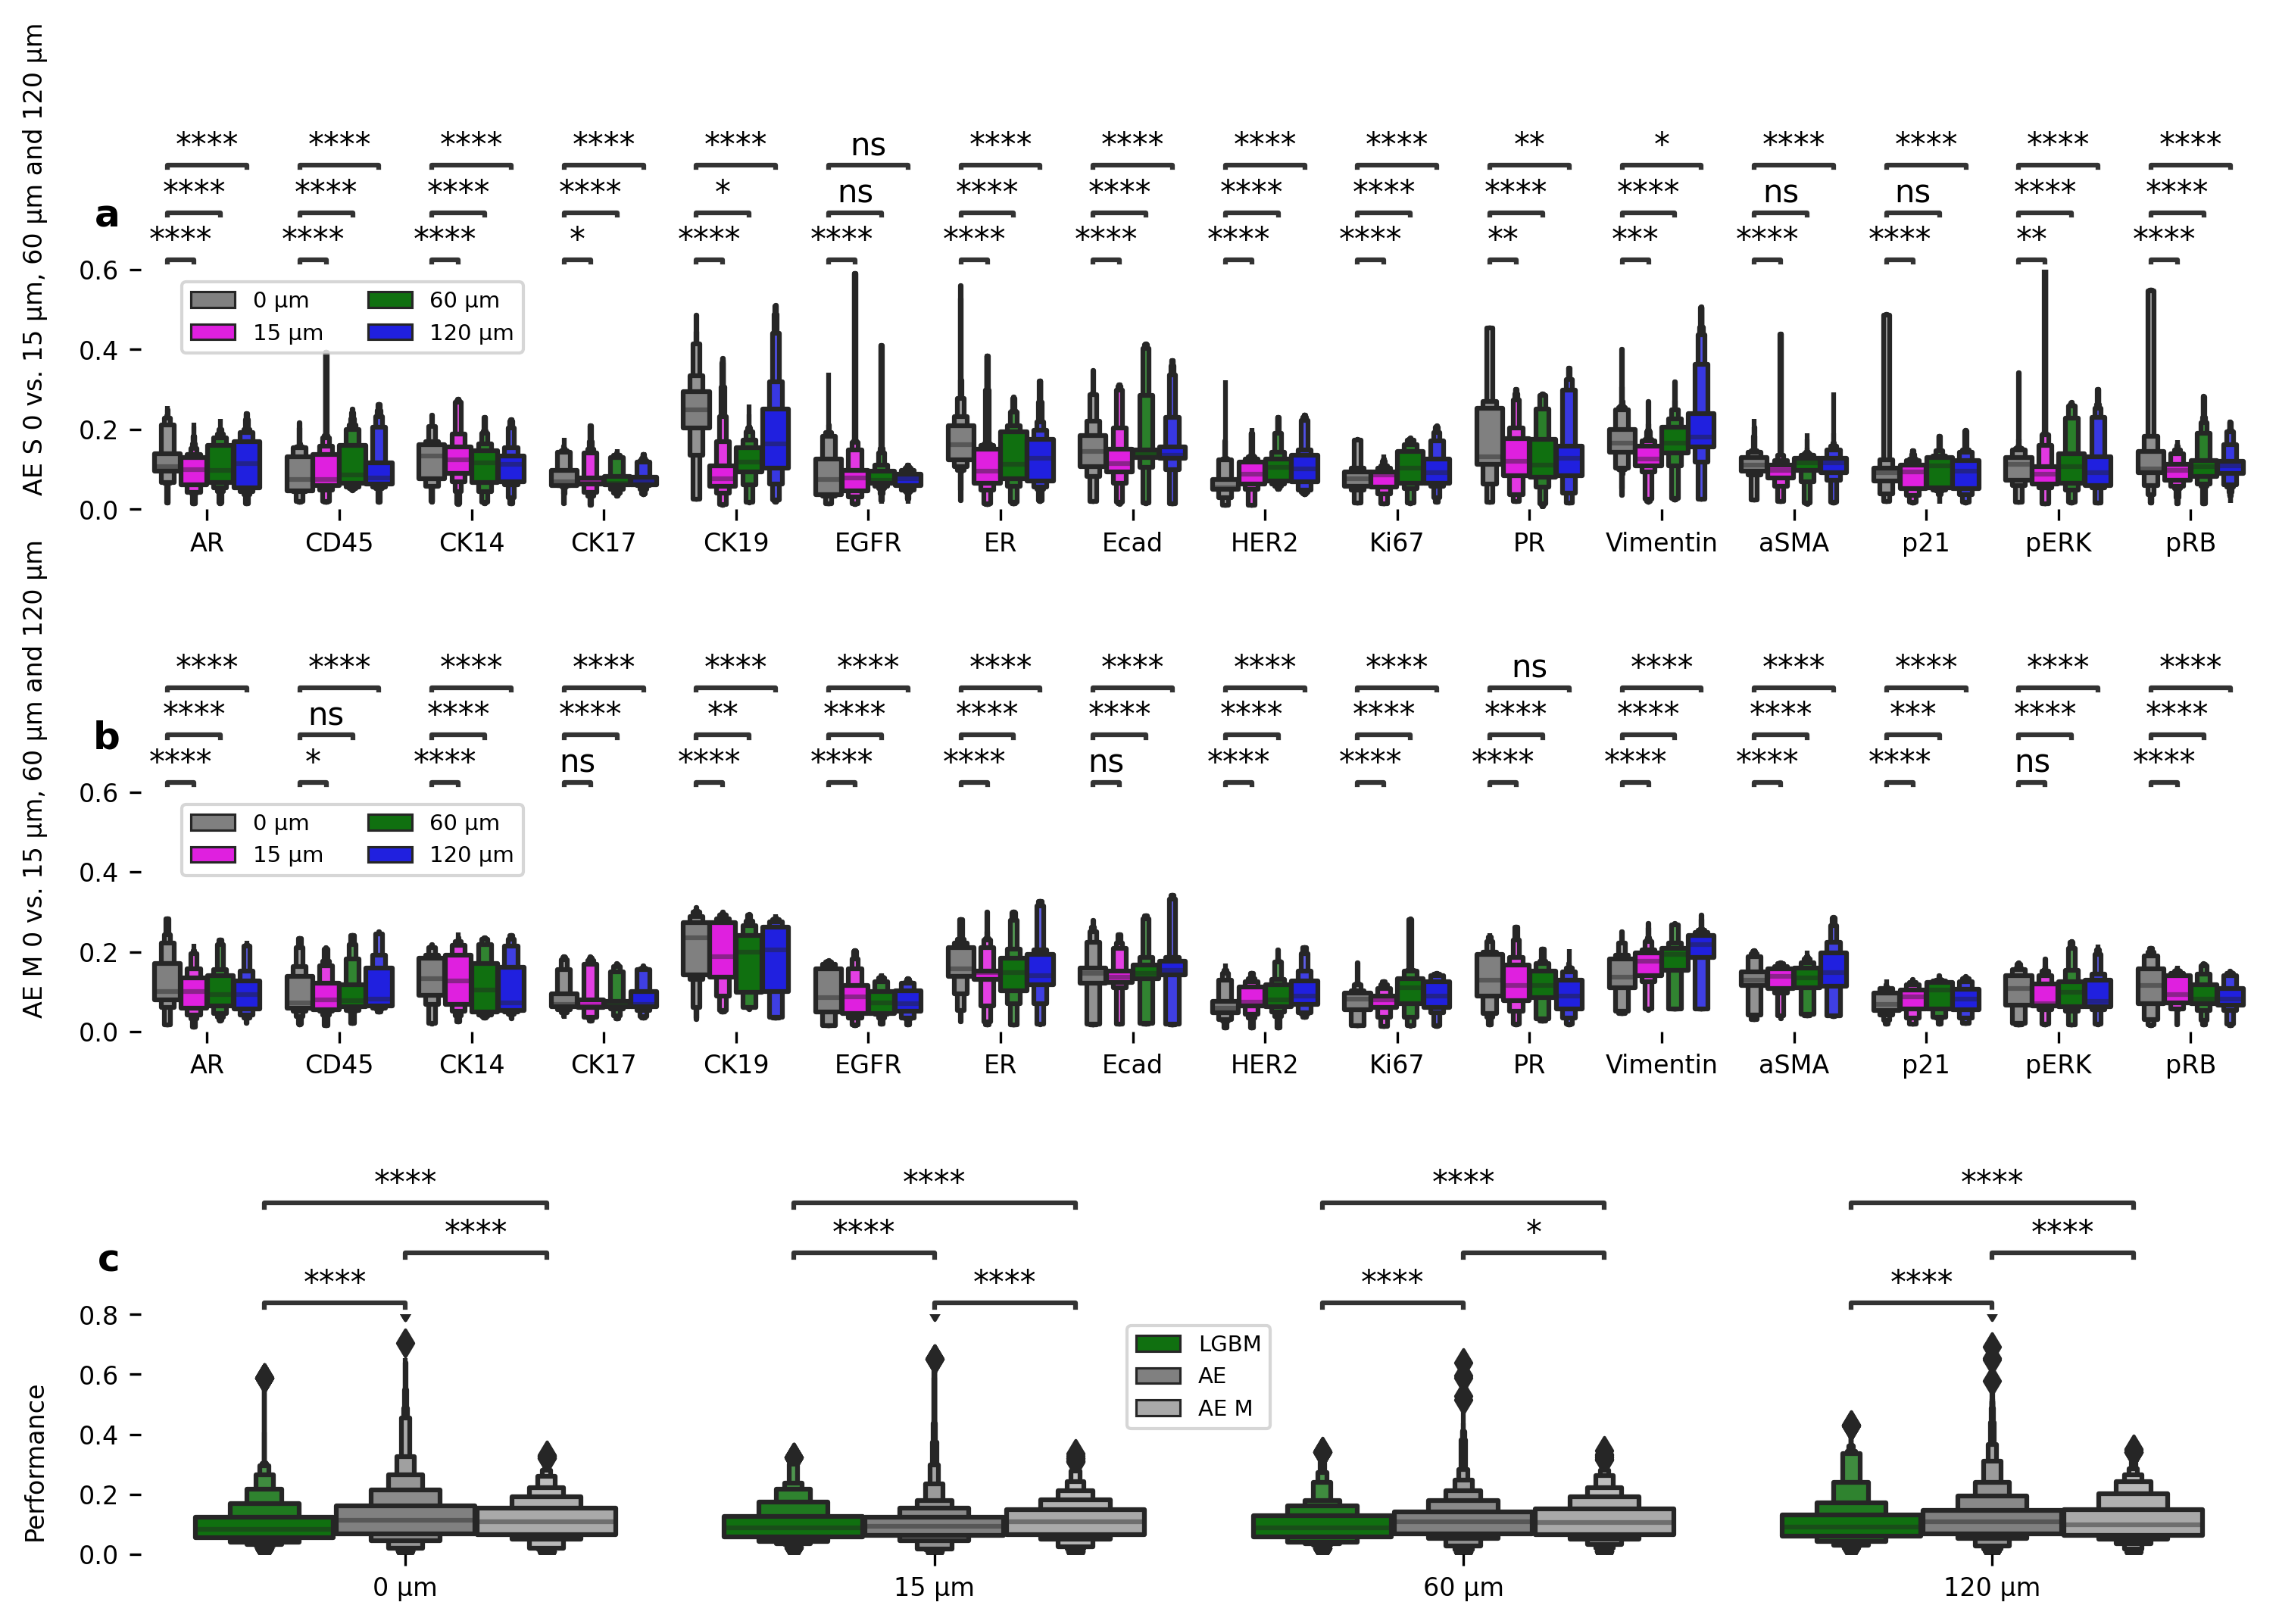 AE S 0 vs. 15 µm, 60 µm and 120 µm
a
**** **** **** **** **** ns **** **** **** **** ** * **** **** **** ****
**** **** **** **** * ns **** **** **** **** **** **** ns ns **** ****
**** **** **** * **** **** **** **** **** **** ** *** **** **** ** ****
0.6
0.4
0.2
0.0
0 µm 60 µm
15 µm 120 µm
AR CD45 CK14 CK17 CK19 EGFR ER Ecad HER2 Ki67 PR Vimentin aSMA p21 pERK pRB
AE M 0 vs. 15 µm, 60 µm and 120 µm
b
**** **** **** **** **** **** **** **** **** **** ns **** **** **** **** ****
**** ns **** **** ** **** **** **** **** **** **** **** **** *** **** ****
**** * **** ns **** **** **** ns **** **** **** **** **** **** ns ****
0.6
0.4
0.2
0.0
0 µm 60 µm
15 µm 120 µm
AR CD45 CK14 CK17 CK19 EGFR ER Ecad HER2 Ki67 PR Vimentin aSMA p21 pERK pRB
Performance
c
**** **** **** ****
**** **** * ****
**** **** **** ****
0.8
0.6
0.4
0.2
0.0
LGBM
AE
AE M
0 µm 15 µm 60 µm 120 µm